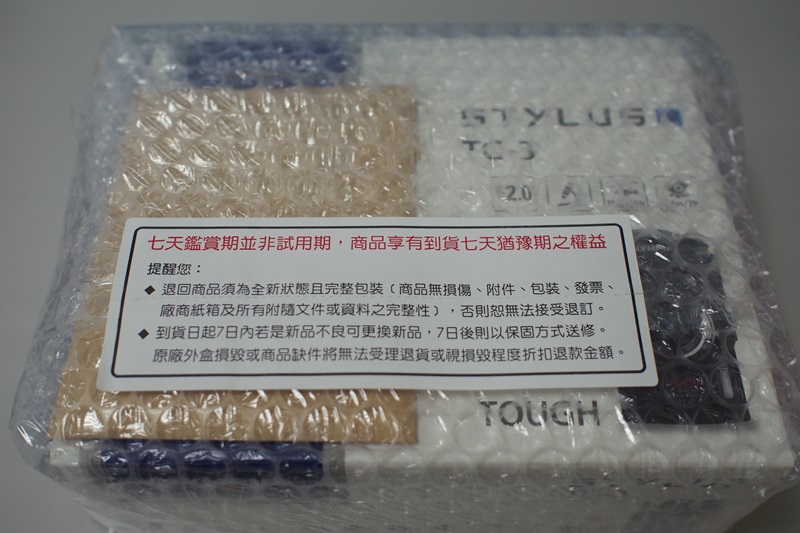 STYLUS
TG-3
2.0
七天鑑賞期並非試用期，商品享有到貨七天猶豫期之權益
提醒您：
◆ 退回商品須為全新狀態且完整包裝（商品無損傷、附件、包裝、發票、
廠商紙箱及所有附隨文件或資料之完整性），否則恕無法接受退訂。
◆ 到貨日起7日內若是新品不良可更換新品，7日後則以保固方式送修。
原廠外盒損毀或商品缺件將無法受理退貨或視損毀程度折扣退款金額。
TOUGH